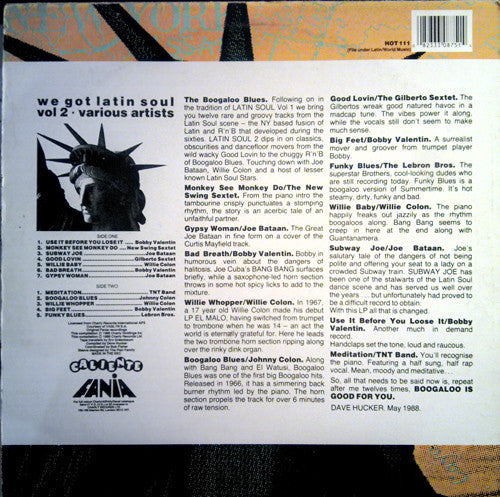 HOT 111
(File under Latin/World Music)
we got latin soul
vol 2 · various artists
SIDE ONE
1. USE IT BEFORE YOU LOSE IT .... Bobby Valentin
2. MONKEY SEE MONKEY DO .... New Swing Sextet
3. SUBWAY JOE .... Joe Bataan
4. GOOD LOVIN' .... Gilberto Sextet
5. WILLIS BABY .... Willie Colon
6. BAD BREATH .... Bobby Valentin
7. GYPSY WOMAN .... Joe Bataan
SIDE TWO
1. MEDITATION .... TNT Band
2. BOOGALOO BLUES .... Johnny Colon
3. WILLIE WHOPPER .... Willie Colon
4. BIG FEET .... Bobby Valentin
5. FUNKY BLUES .... Lebron Bros.
MADE IN THE EEC
CALIENTE
FANIA
The Boogaloo Blues. Following on in
the tradition of LATIN SOUL Vol 1 we bring
you twelve rare and groovy tracks from the
Latin Soul scene – the NY based fusion of
Latin and R'n'B that developed during the
sixties. LATIN SOUL 2 dips in on classics,
obscurities and dancefloor movers from the
wild wacky Good Lovin to the chuggy R'n'B
of Boogaloo Blues. Touching down with Joe
Bataan, Willie Colon and a host of lesser
known Latin Soul Stars.
Monkey See Monkey Do/The New
Swing Sextet. From the piano intro the
tambourine crisply punctuates a stomping
rhythm, the story is an acerbic tale of an
unfaithful partner.
Gypsy Woman/Joe Bataan. The Great
Joe Bataan in fine form on a cover of the
Curtis Mayfield track.
Bad Breath/Bobby Valentin. Bobby in
humorous vein about the dangers of
halitosis. Joe Cuba's BANG BANG surfaces
briefly, while a saxophone-led horn section
throws in some hot spicy licks to add to the
mixture.
Willie Whopper/Willie Colon. In 1967,
a 17 year old Willie Colon made his debut
LP EL MALO, having switched from trumpet
to trombone when he was 14 – an act the
world is eternally grateful for. Here he leads
the two trombone horn section ripping along
over the rinky dink organ.
Boogaloo Blues/Johnny Colon. Along
with Bang Bang and El Watusi, Boogaloo
Blues was one of the first big Boogaloo hits.
Released in 1966, it has a simmering back
burner rhythm led by the piano. The horn
section propels the track for over 6 minutes
of raw tension.
Good Lovin/The Gilberto Sextet. The
Gilbertos wreak good natured havoc in a
madcap tune. The vibes power it along,
while the vocals still don't seem to make
much sense.
Big Feet/Bobby Valentin. A surrealist
mover and groover from trumpet player
Bobby.
Funky Blues/The Lebron Bros. The
superstar Brothers, cool-looking dudes who
are still recording today. Funky Blues is a
boogaloo version of Summertime. It's hot
steamy, dirty, funky and bad.
Willie Baby/Willie Colon. The piano
happily freaks out jazzily as the rhythm
boogaloos along. Bang Bang seems to
creep in here at the end along with
Guantanamera.
Subway Joe/Joe Bataan. Joe's
salutary tale of the dangers of not being
polite and offering your seat to a lady on a
crowded Subway train. SUBWAY JOE has
been one of the stalwarts of the Latin Soul
dance scene and has served us well over
the years . . . but unfortunately had proved to
be a difficult record to obtain.
With this LP all that is changed.
Use It Before You Loose It/Bobby
Valentin. Another much in demand
record.
Handclaps set the tone, loud and raucous.
Meditation/TNT Band. You'll recognise
the piano. Featuring a half sung, half rap
vocal. Mean, moody and meditative. . .
So, all that needs to be said now is, repeat
after me twelve times, BOOGALOO IS
GOOD FOR YOU.
DAVE HUCKER. May 1988.